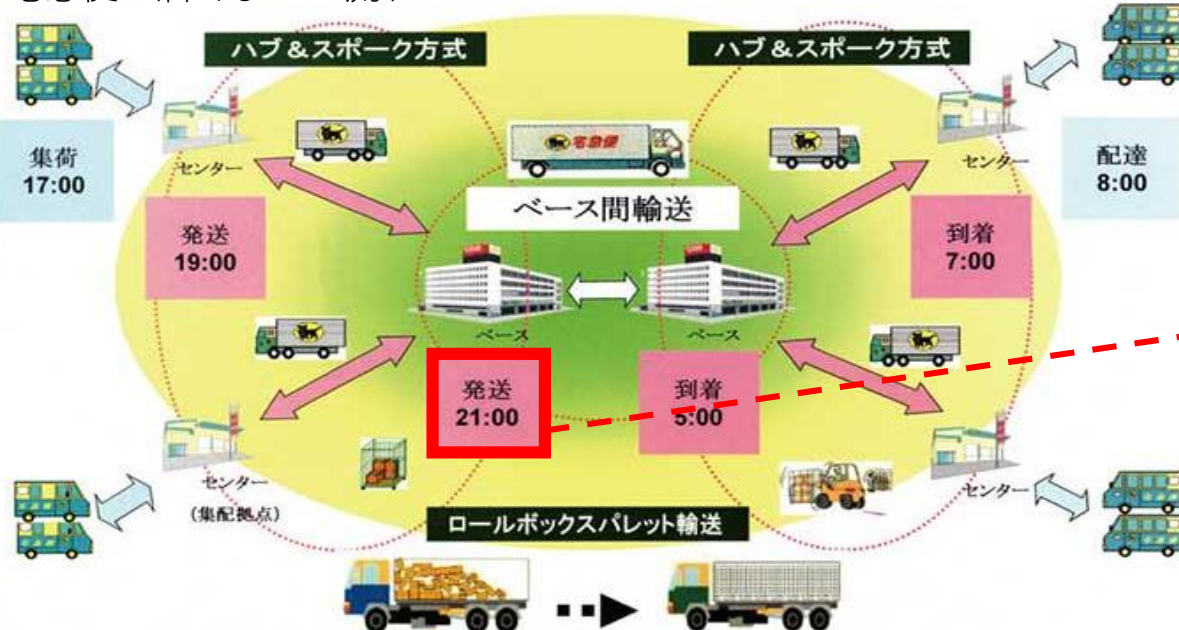 ハブ＆スポーク方式
ハブ＆スポーク方式
宅急便
集荷
17:00
センター
センター
配達
8:00
ベース間輸送
発送
19:00
到着
7:00
ベース
ベース
発送
21:00
到着
5:00
センター
(集配拠点)
センター
ロールボックスパレット輸送